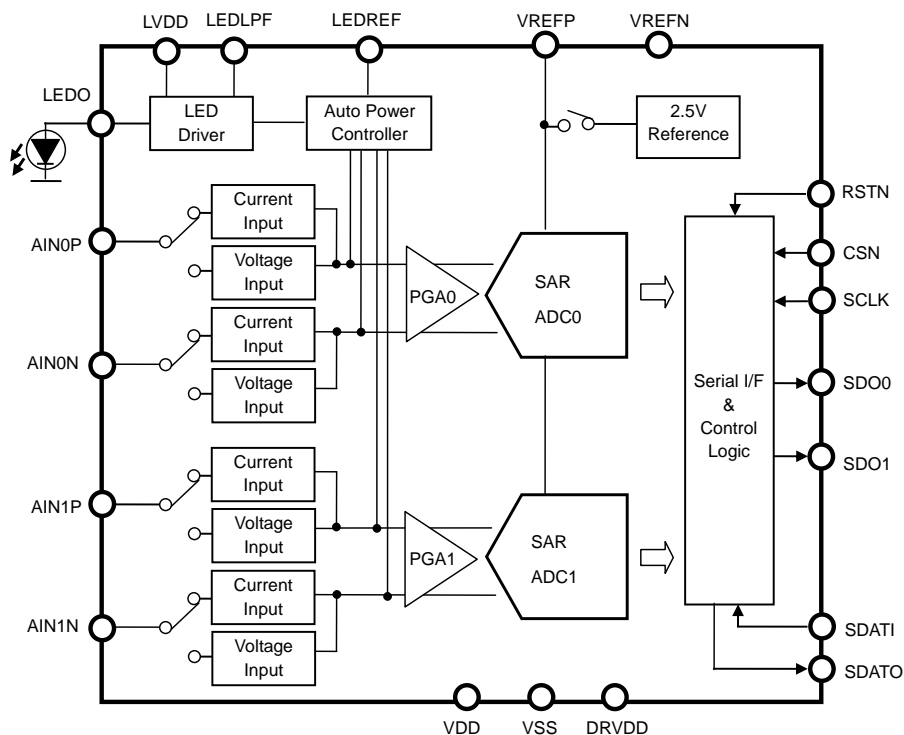 LVDD
LEDLPF
LEDREF
VREFP
VREFN
LEDO
LED
Driver
Auto Power
Controller
2.5V
Reference
Current
Input
RSTN
AIN0P
Voltage
Input
CSN
PGA0
SAR
ADC0
SCLK
Current
Input
AIN0N
Voltage
Input
Serial I/F
&
Control
Logic
SDO0
SDO1
Current
Input
AIN1P
Voltage
Input
PGA1
SAR
ADC1
Current
Input
AIN1N
Voltage
Input
SDATI
SDATO
VDD
VSS
DRVDD